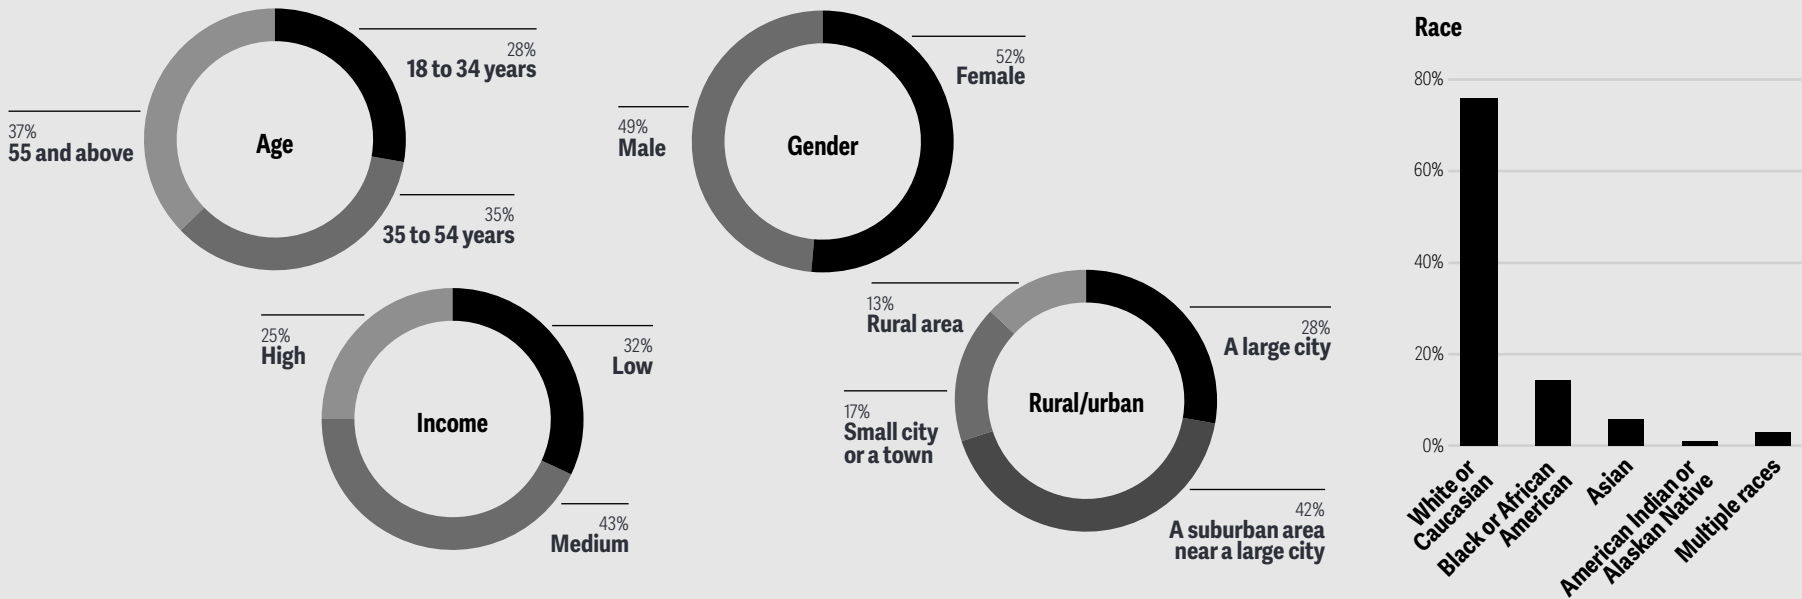 Age
28%
18 to 34 years
35%
35 to 54 years
37%
55 and above
Gender
52%
Female
49%
Male
Income
32%
Low
43%
Medium
25%
High
Rural/urban
28%
A large city
42%
A suburban area
near a large city
17%
Small city
or a town
13%
Rural area
Race
80%
60%
40%
20%
0%
White or
Caucasian
Black or African
American
Asian
American Indian or
Alaskan Native
Multiple races